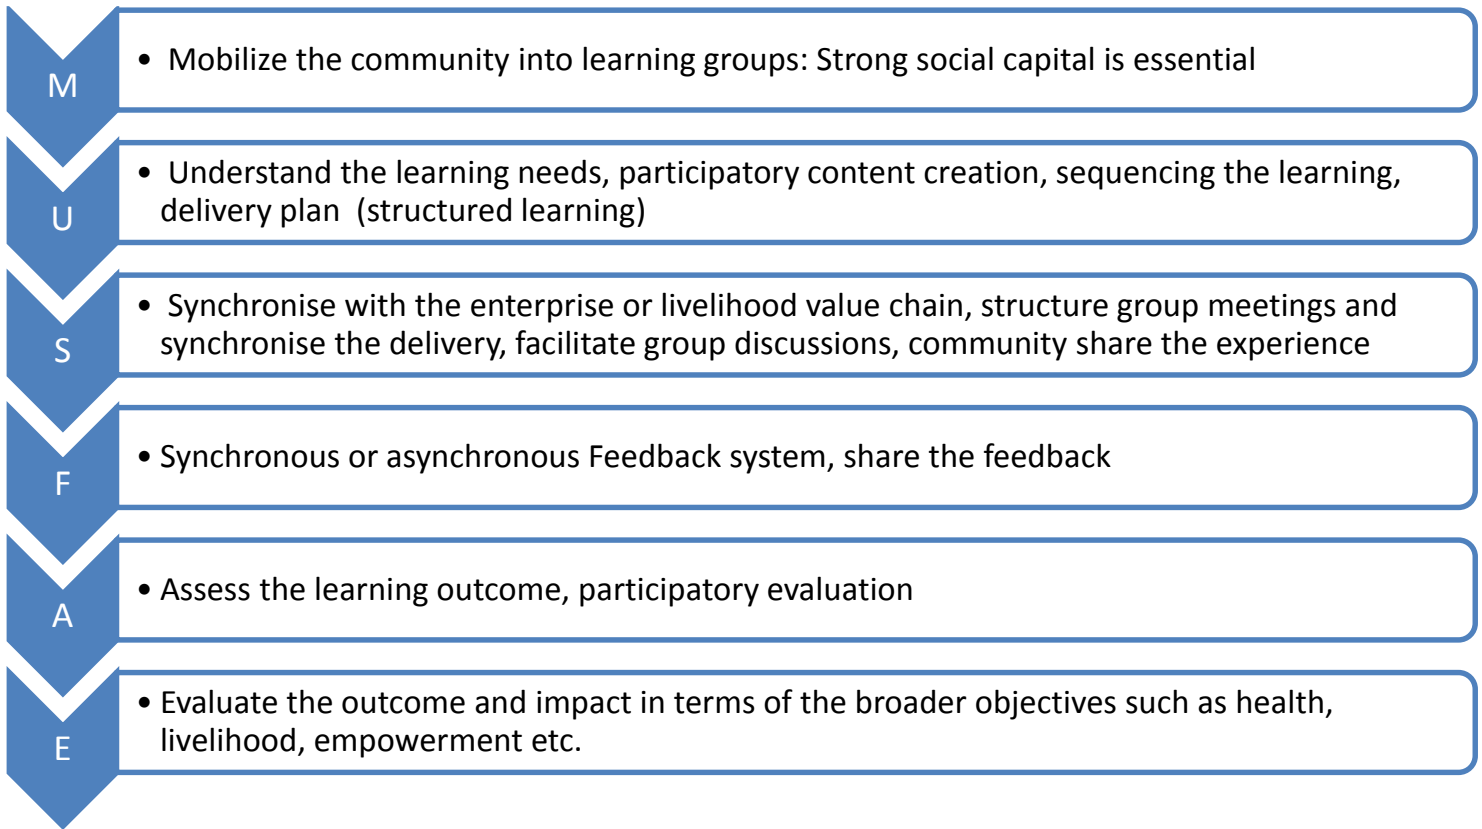 M
• Mobilize the community into learning groups: Strong social capital is essential
U
• Understand the learning needs, participatory content creation, sequencing the learning,
delivery plan (structured learning)
S
• Synchronise with the enterprise or livelihood value chain, structure group meetings and
synchronise the delivery, facilitate group discussions, community share the experience
F
• Synchronous or asynchronous Feedback system, share the feedback
A
• Assess the learning outcome, participatory evaluation
E
• Evaluate the outcome and impact in terms of the broader objectives such as health,
livelihood, empowerment etc.